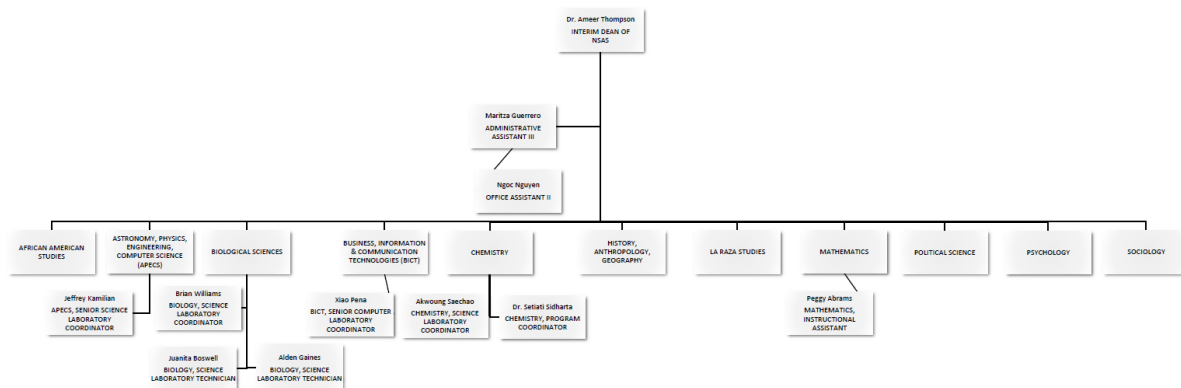 Dr. Ameer Thompson
INTERIM DEAN OF
NSAS
Maritza Guerrero
ADMINISTRATIVE
ASSISTANT III
Ngoc Nguyen
OFFICE ASSISTANT II
AFRICAN AMERICAN
STUDIES
ASTRONOMY, PHYSICS,
ENGINEERING,
COMPUTER SCIENCE
(APECS)
BIOLOGICAL SCIENCES
BUSINESS, INFORMATION
& COMMUNICATION
TECHNOLOGIES (BICT)
CHEMISTRY
HISTORY,
ANTHROPOLOGY,
GEOGRAPHY
LA RAZA STUDIES
MATHEMATICS
POLITICAL SCIENCE
PSYCHOLOGY
SOCIOLOGY
Jeffrey Kamilian
APECS, SENIOR SCIENCE
LABORATORY
COORDINATOR
Brian Williams
BIOLOGY, SCIENCE
LABORATORY
COORDINATOR
Xiao Pena
BICT, SENIOR COMPUTER
LABORATORY
COORDINATOR
Akwoung Saechao
CHEMISTRY, SCIENCE
LABORATORY
COORDINATOR
Dr. Setiati Sidharta
CHEMISTRY, PROGRAM
COORDINATOR
Peggy Abrams
MATHEMATICS,
INSTRUCTIONAL
ASSISTANT
Juanita Boswell
BIOLOGY, SCIENCE
LABORATORY TECHNICIAN
Alden Gaines
BIOLOGY, SCIENCE
LABORATORY TECHNICIAN